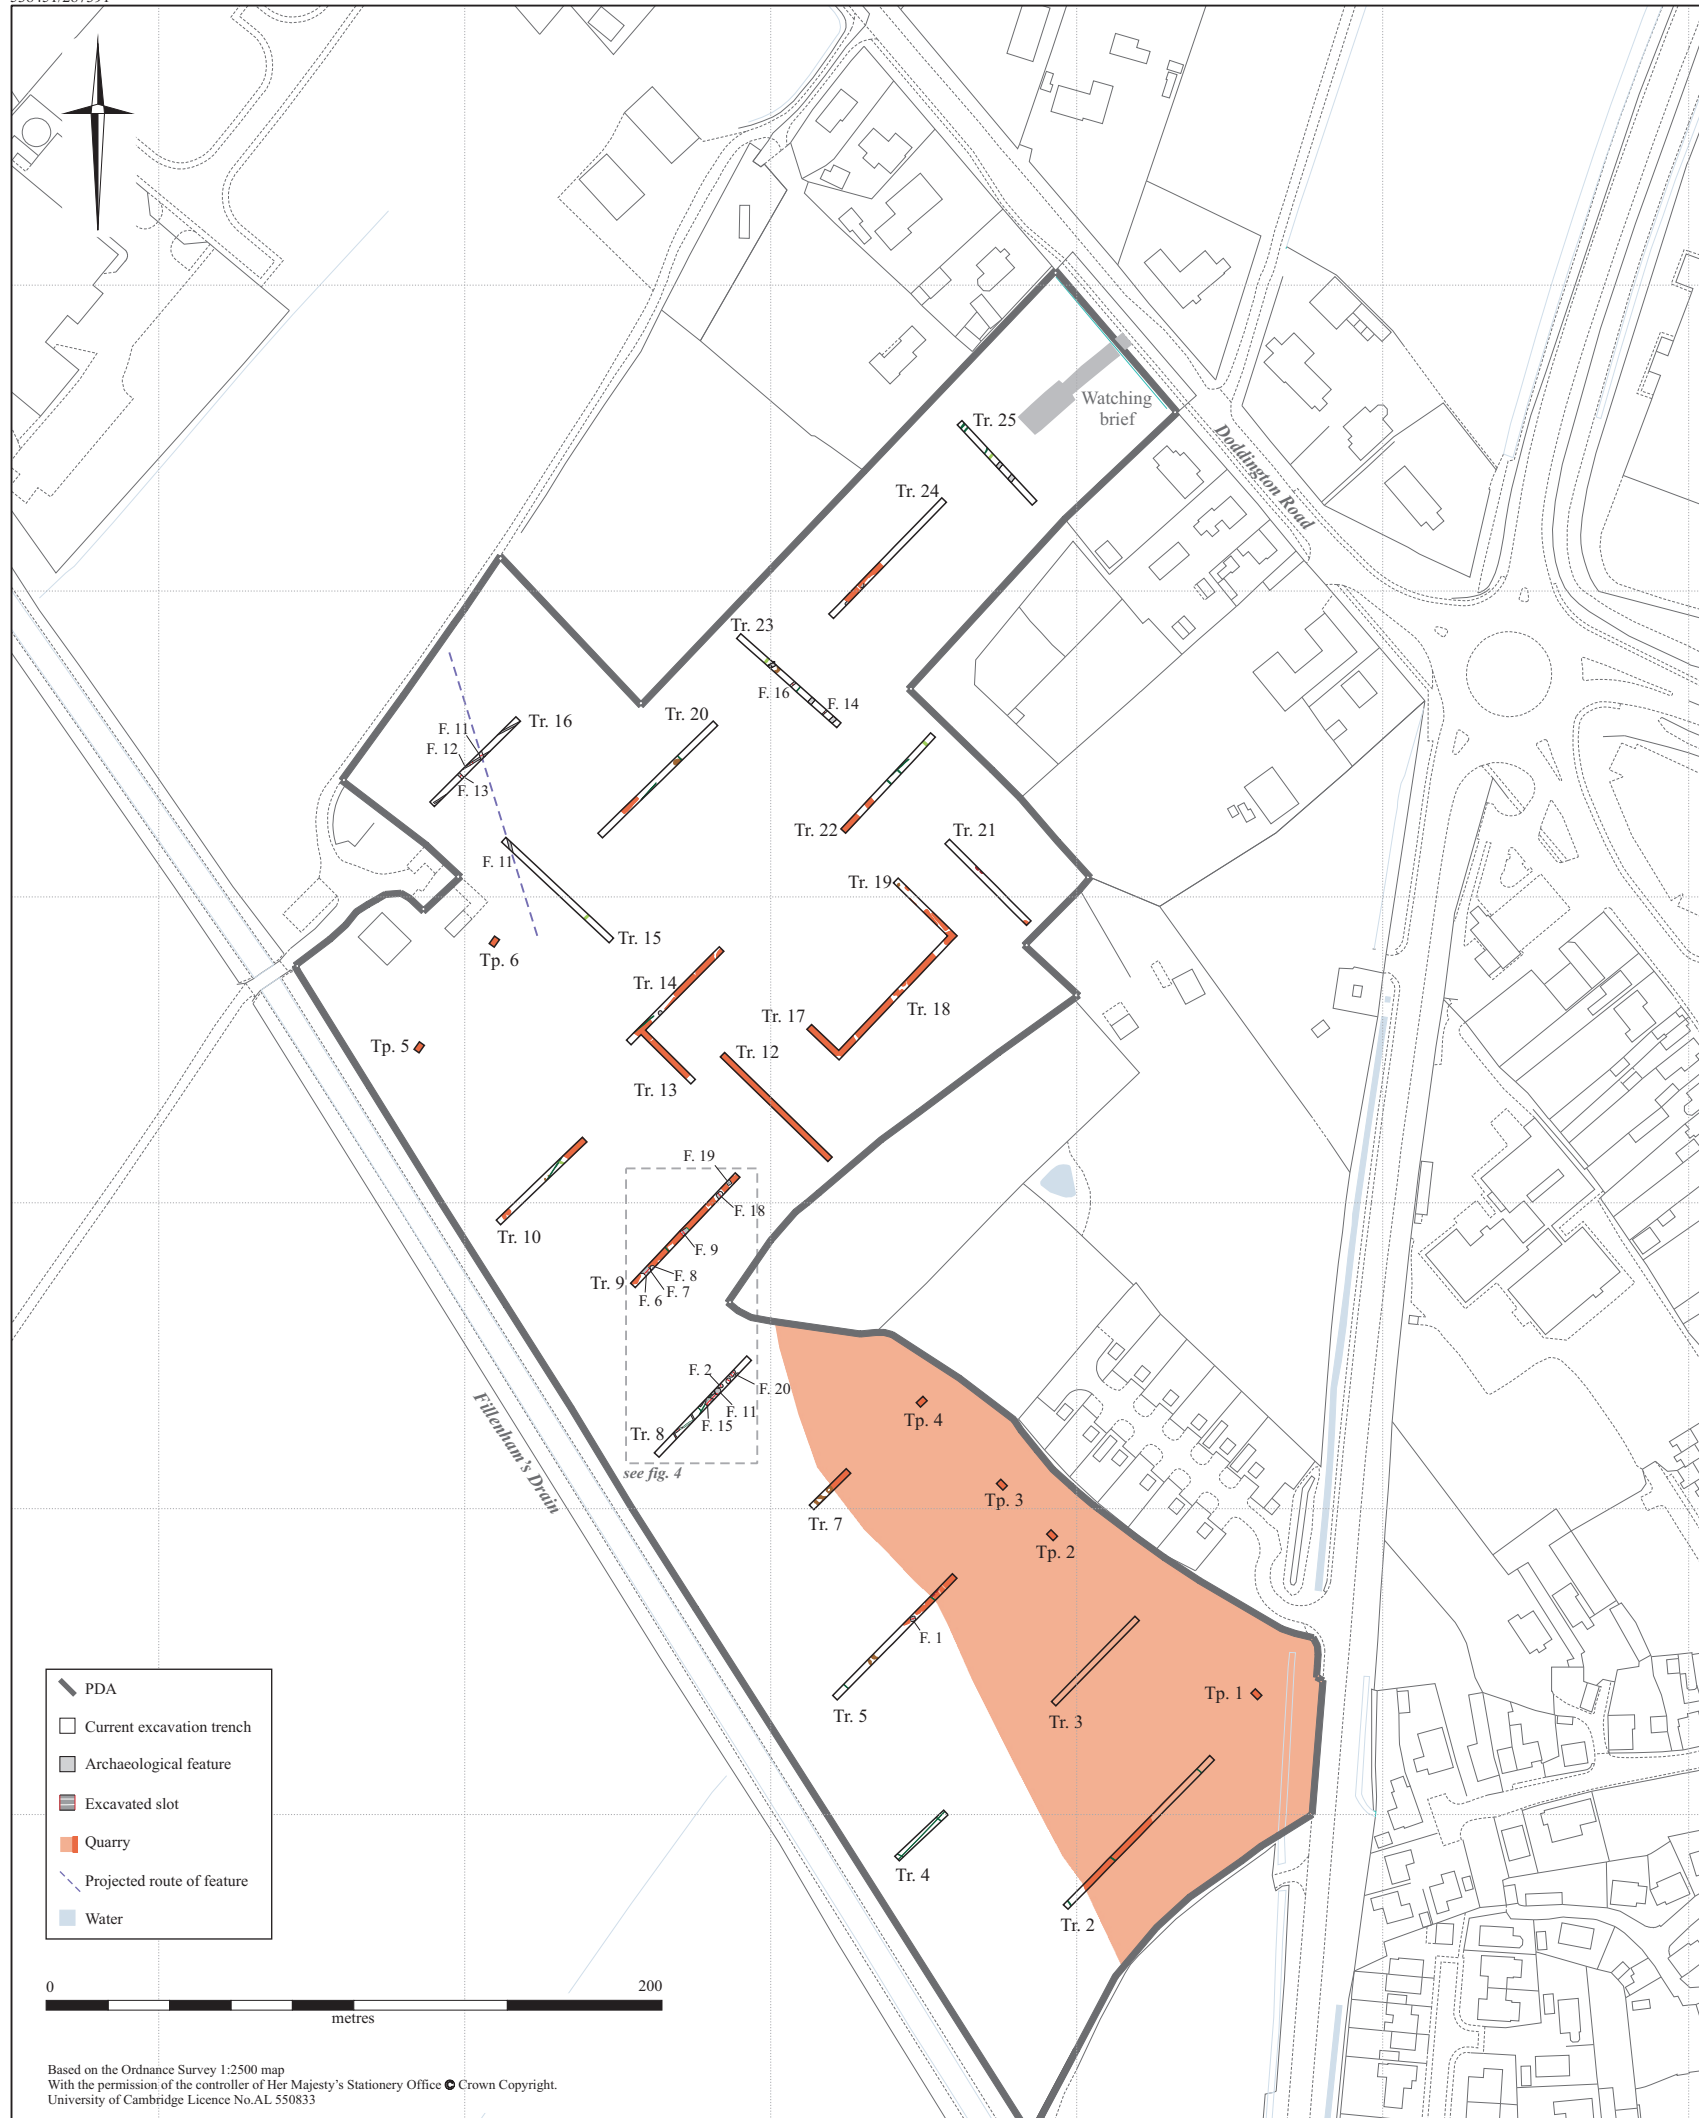 Watching
brief
Doddington Road
Tr. 25
Tr. 24
Tr. 23
F. 16
F. 14
Tr. 20
Tr. 16
F. 11
F. 12
F. 13
Tr. 22
Tr. 21
F. 11
Tr. 19
Tr. 15
Tp. 6
Tr. 14
Tr. 18
Tr. 17
Tp. 5
Tr. 12
Tr. 13
F. 19
F. 18
Tr. 10
F. 9
Tr. 9
F. 8
F. 7
F. 6
F. 2
F. 20
F. 11
F. 15
Tr. 8
see fig. 4
Fillenham's Drain
Tp. 4
Tp. 3
Tr. 7
Tp. 2
F. 1
Tp. 1
Tr. 5
Tr. 3
Tr. 4
Tr. 2
PDA
Current excavation trench
Archaeological feature
Excavated slot
Quarry
Projected route of feature
Water
0 200
metres
Based on the Ordnance Survey 1:2500 map
With the permission of the controller of Her Majesty's Stationery Office © Crown Copyright.
University of Cambridge Licence No.AL 550833